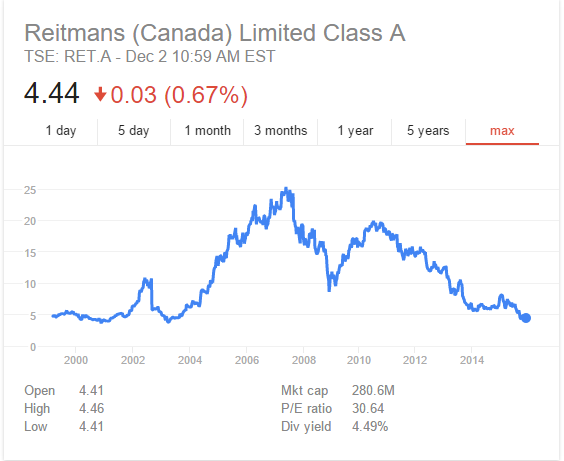 Reitmans (Canada) Limited Class A
TSE: RET.A - Dec 2 10:59 AM EST
4.44 0.03 (0.67%)
1 day 5 day 1 month 3 months 1 year 5 years max
25
20
15
10
5
0
2000 2002 2004 2006 2008 2010 2012 2014
Open 4.41 Mkt cap 280.6M
High 4.46 P/E ratio 30.64
Low 4.41 Div yield 4.49%